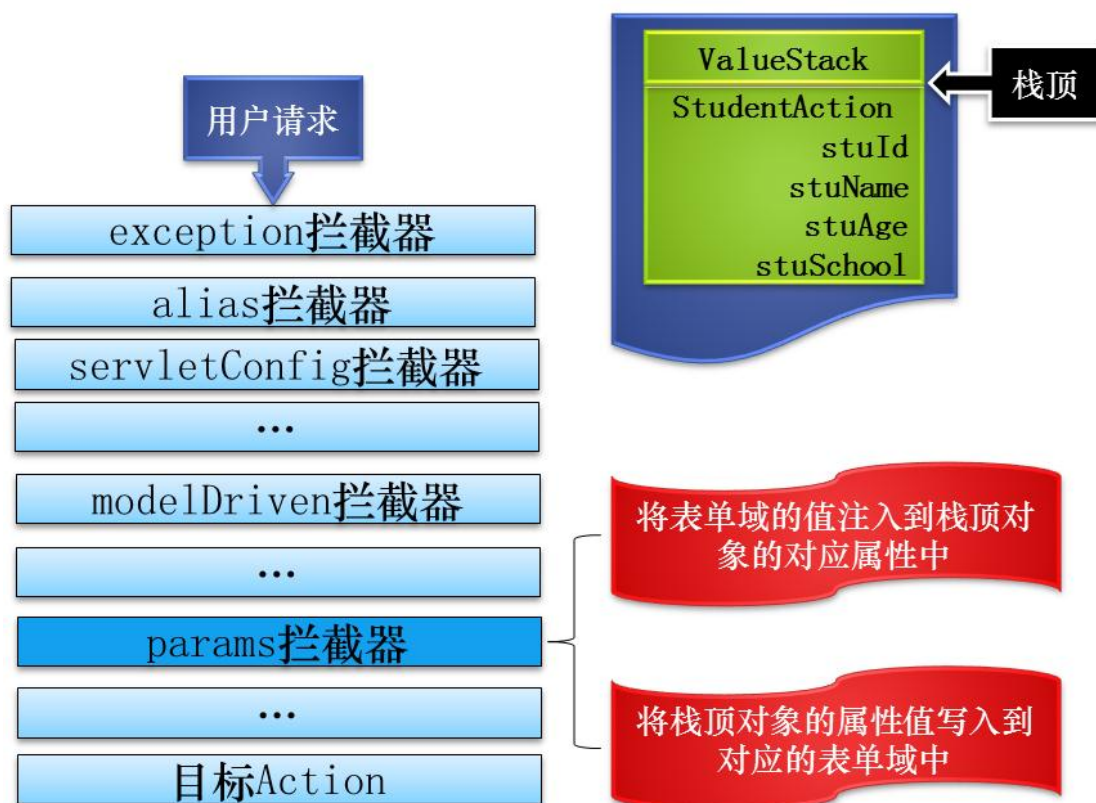 用户请求
exception拦截器
alias拦截器
servletConfig拦截器
…
modelDriven拦截器
…
params拦截器
…
目标Action
ValueStack
StudentAction
stuId
stuName
stuAge
stuSchool
栈顶
将表单域的值注入到栈顶对
象的对应属性中
将栈顶对象的属性值写入到
对应的表单域中